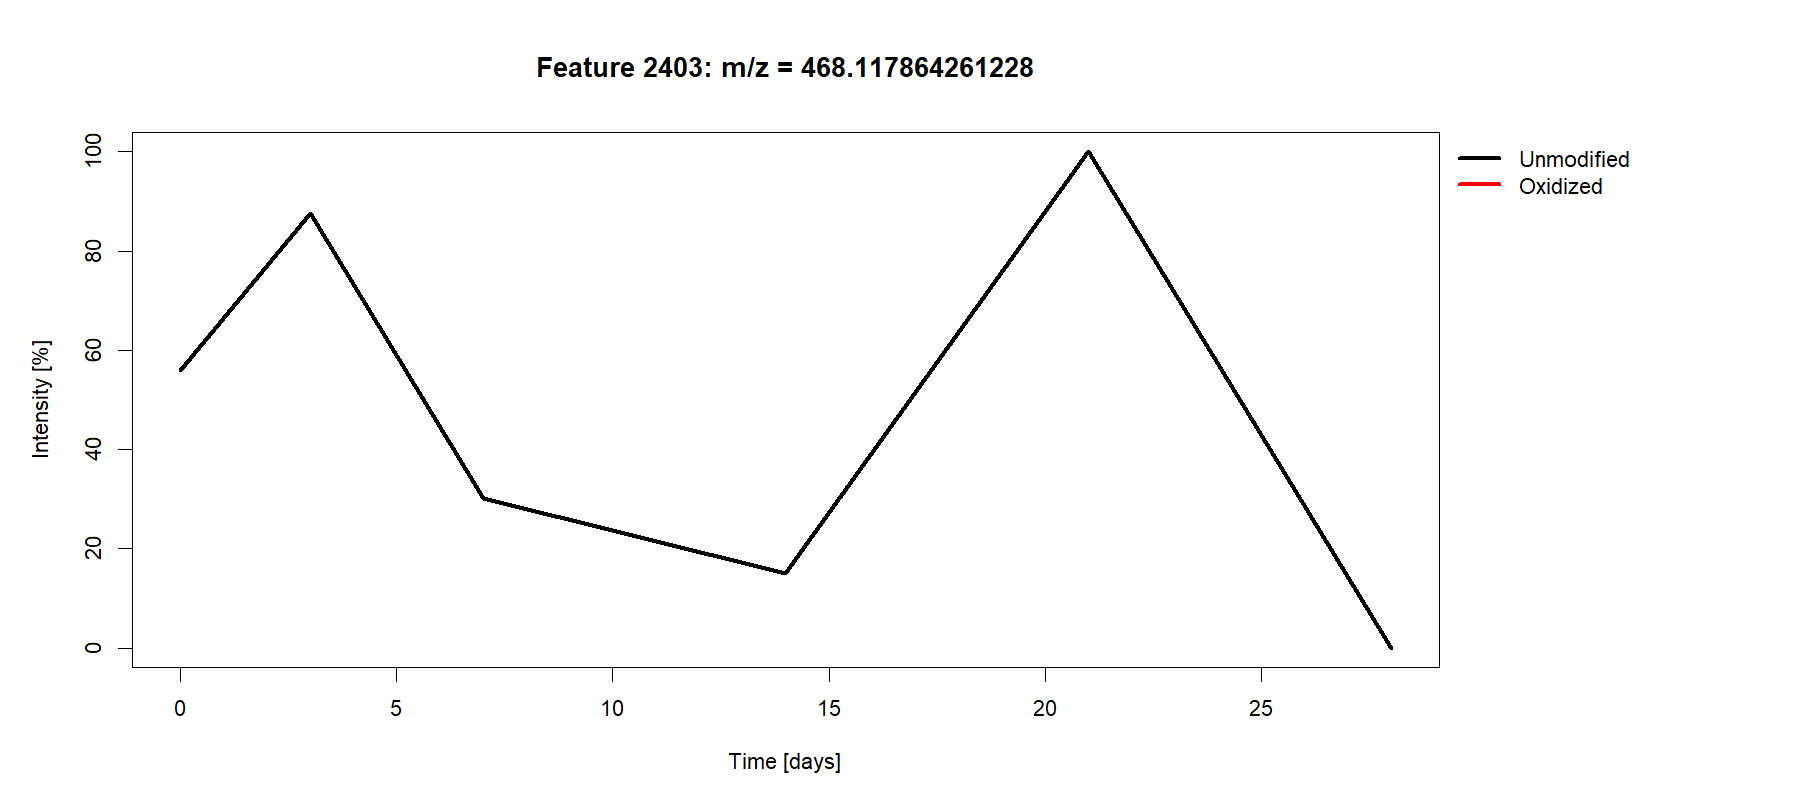 Feature 2403: m/z = 468.117864261228
Intensity [%]
100
80
60
40
20
0
Unmodified
Oxidized
0 5 10 15 20 25
Time [days]